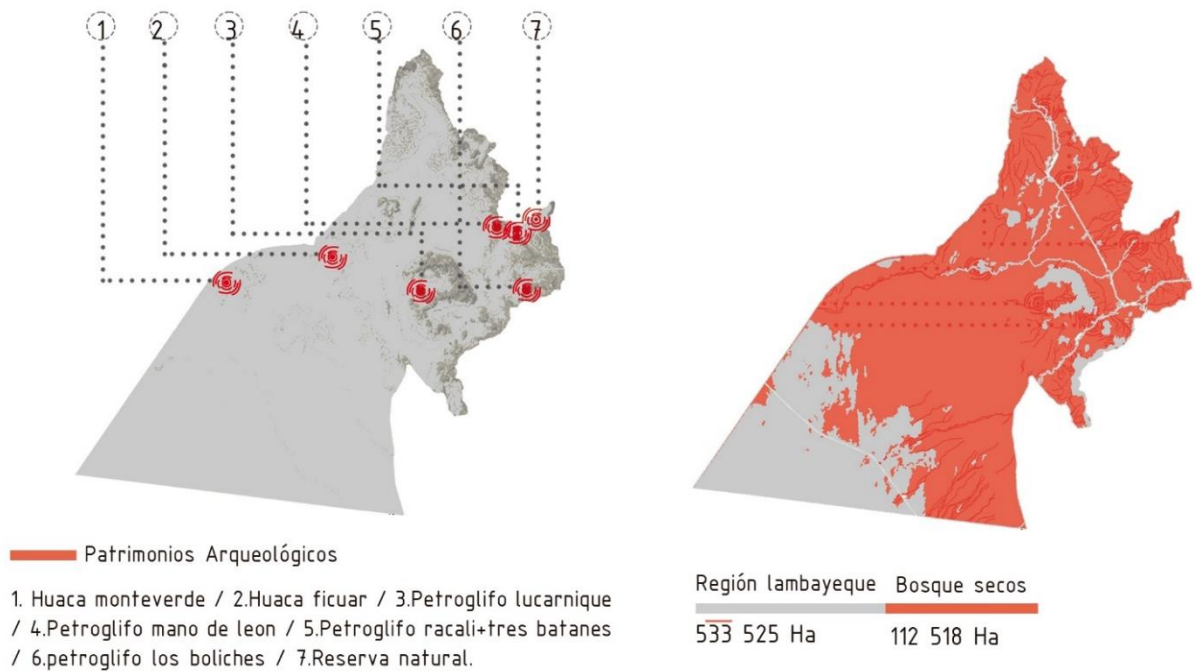 1 2 3 4 5 6 7
Patrimonios Arqueológicos
1. Huaca monteverde / 2.Huaca ficuar / 3.Petroglifo lucarnique
/ 4.Petroglifo mano de leon / 5.Petroglifo racali+tres batanes
/ 6.petroglifo los boliches / 7.Reserva natural.
Región lambayeque Bosque secos
533 525 Ha 112 518 Ha